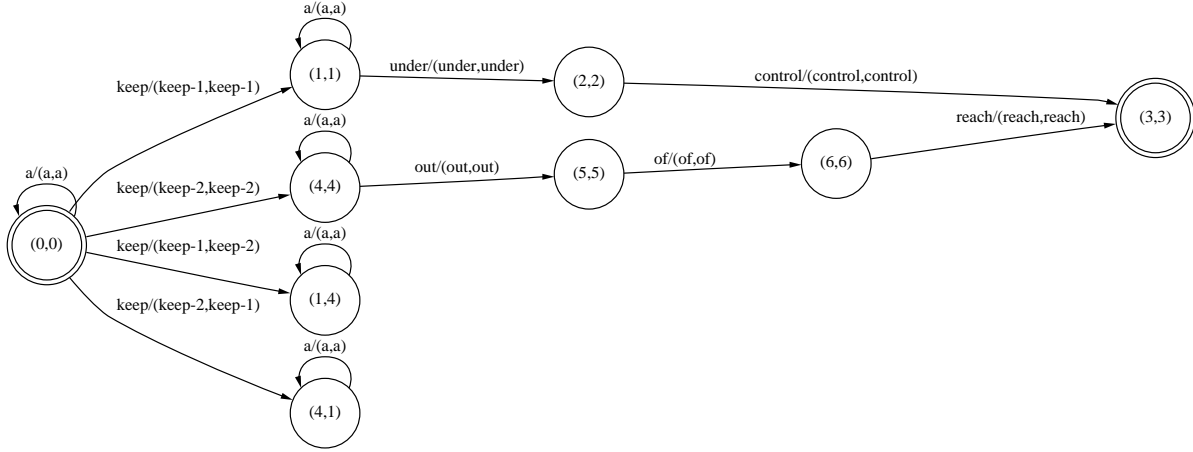 a/(a,a)
(1,1)
under/(under,under)
(2,2)
control/(control,control)
(3,3)
keep/(keep-1,keep-1)
a/(a,a)
(4,4)
out/(out,out)
(5,5)
of/(of,of)
(6,6)
reach/(reach,reach)
a/(a,a)
(0,0)
keep/(keep-2,keep-2)
a/(a,a)
(1,4)
keep/(keep-1,keep-2)
keep/(keep-2,keep-1)
a/(a,a)
(4,1)